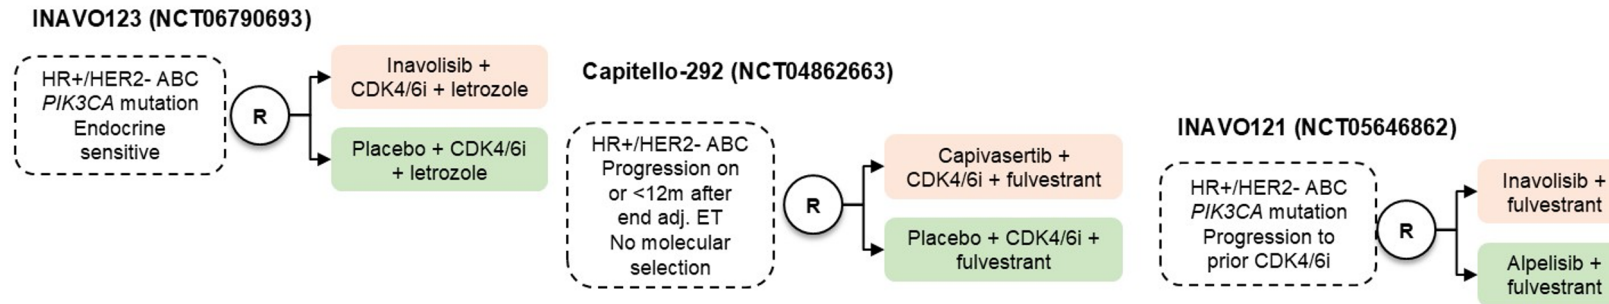 INAVO123 (NCT06790693)
HR+/HER2- ABC
PIK3CA mutation
Endocrine
sensitive
R
Inavolisib +
CDK4/6i + letrozole
Placebo + CDK4/6i
+ letrozole
Capitello-292 (NCT04862663)
HR+/HER2- ABC
Progression on
or <12m after
end adj. ET
No molecular
selection
R
Capivasertib +
CDK4/6i + fulvestrant
Placebo + CDK4/6i +
fulvestrant
INAVO121 (NCT05646862)
HR+/HER2- ABC
PIK3CA mutation
Progression to
prior CDK4/6i
R
Inavolisib +
fulvestrant
Alpelisib +
fulvestrant